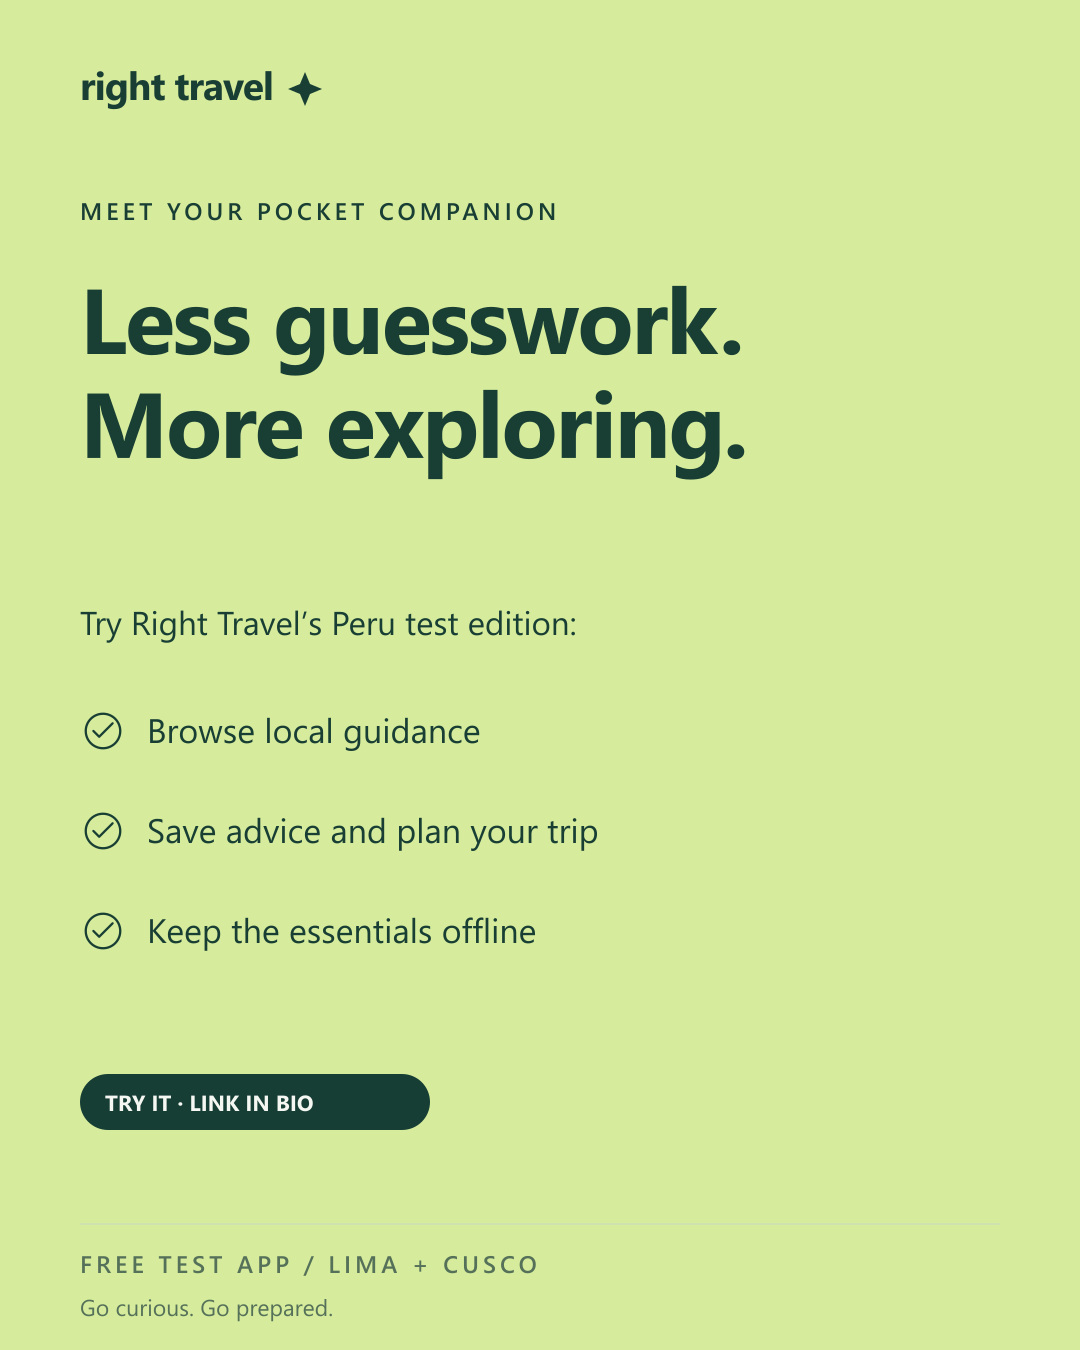 right travel
MEET YOUR POCKET COMPANION
Less guesswork.
More exploring.
Try Right Travel’s Peru test edition:
Browse local guidance
Save advice and plan your trip
Keep the essentials offline
TRY IT · LINK IN BIO
FREE TEST APP / LIMA + CUSCO
Go curious. Go prepared.